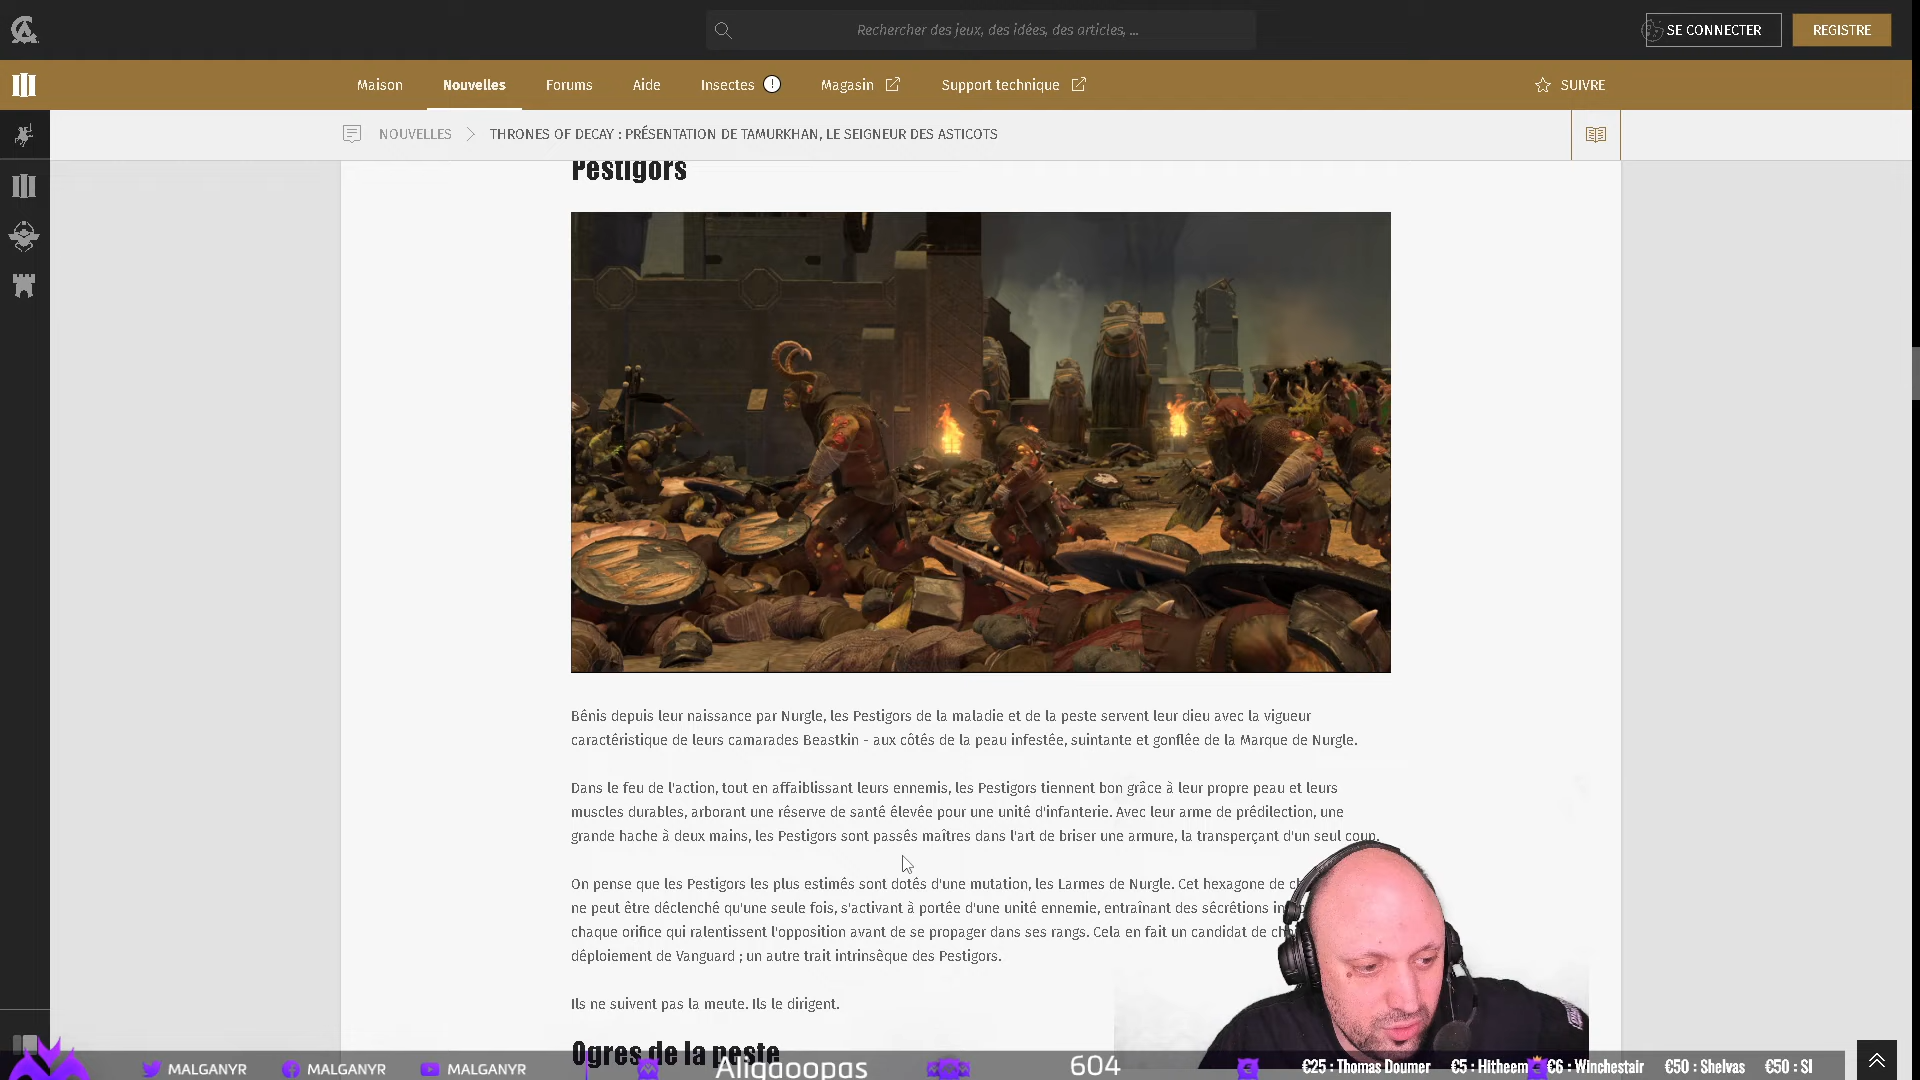 Rechercher des jeux, des idées, des articles, ...
SE CONNECTER
REGISTRE
Maison
Nouvelles
Forums
Aide
Insectes
Magasin
Support technique
SUIVRE
NOUVELLES
THRONES OF DECAY : PRÉSENTATION DE TAMURKHAN, LE SEIGNEUR DES ASTICOTS
Pestigors
Bénis depuis leur naissance par Nurgle, les Pestigors de la maladie et de la peste servent leur dieu avec la vigueur
caractéristique de leurs camarades Beastkin - aux côtés de la peau infestée, suintante et gonflée de la Marque de Nurgle.
Dans le feu de l'action, tout en affaiblissant leurs ennemis, les Pestigors tiennent bon grâce à leur propre peau et leurs
muscles durables, arborant une réserve de santé élevée pour une unité d'infanterie. Avec leur arme de prédilection, une
grande hache à deux mains, les Pestigors sont passés maîtres dans l'art de briser une armure, la transperçant d'un seul coup.
On pense que les Pestigors les plus estimés sont dotés d'une mutation, les Larmes de Nurgle. Cet hexagone de
ne peut être déclenché qu'une seule fois, s'activant à portée d'une unité ennemie, entraînant des sécrétions
chaque orifice qui ralentissent l'opposition avant de se propager dans ses rangs. Cela en fait un candidat de
déploiement de Vanguard ; un autre trait intrinsèque des Pestigors.
Ils ne suivent pas la meute. Ils le dirigent.
Ogres de la peste
MALGANYR
MALGANYR
MALGANYR
Aligaoopas
604
€25 : Thomas Doumer
€5 : Hitheem
€6 : Winchestair
€50 : Shelvas
€50 : Sl